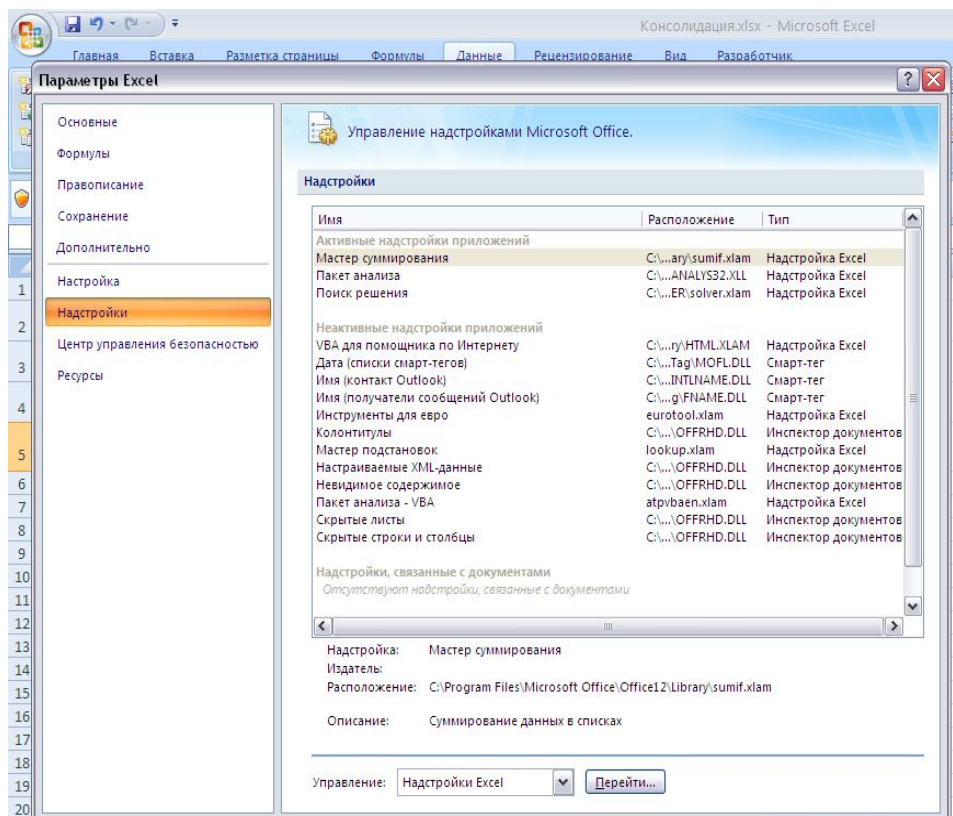 Консолидация.xlsx - Microsoft Excel
Главная Вставка Разметка страницы Формулы Данные Рецензирование Вид Разработчик
Параметры Excel
Основные
Формулы
Правописание
Сохранение
Дополнительно
Настройка
Надстройки
Центр управления безопасностью
Ресурсы
Управление надстройками Microsoft Office.
Надстройки
Имя Расположение Тип
Активные надстройки приложений
Мастер суммирования C:\...ary\sumif.xlam Надстройка Excel
Пакет анализа C:\...ANALYS32.XLL Надстройка Excel
Поиск решения C:\...ER\solver.xlam Надстройка Excel
Неактивные надстройки приложений
VBA для помощника по Интернету C:\...ry\HTML.XLAM Надстройка Excel
Дата (списки смарт-тегов) C:\...Tag\MOFL.DLL Смарт-тег
Имя (контакт Outlook) C:\...INTLNAME.DLL Смарт-тег
Имя (получатели сообщений Outlook) C:\...g\FNAME.DLL Смарт-тег
Инструменты для евро eurotool.xlam Надстройка Excel
Колонтитулы C:\...\OFFRHD.DLL Инспектор документов
Мастер подстановок lookup.xlam Надстройка Excel
Настраиваемые XML-данные C:\...\OFFRHD.DLL Инспектор документов
Невидимое содержимое C:\...\OFFRHD.DLL Инспектор документов
Пакет анализа - VBA atpvbaen.xlam Надстройка Excel
Скрытые листы C:\...\OFFRHD.DLL Инспектор документов
Скрытые строки и столбцы C:\...\OFFRHD.DLL Инспектор документов
Надстройки, связанные с документами
Отсутствуют надстройки, связанные с документами
Надстройка: Мастер суммирования
Издатель:
Расположение: C:\Program Files\Microsoft Office\Office12\Library\sumif.xlam
Описание: Суммирование данных в списках
Управление: Надстройки Excel Перейти...
1
2
3
4
5
6
7
8
9
10
11
12
13
14
15
16
17
18
19
20